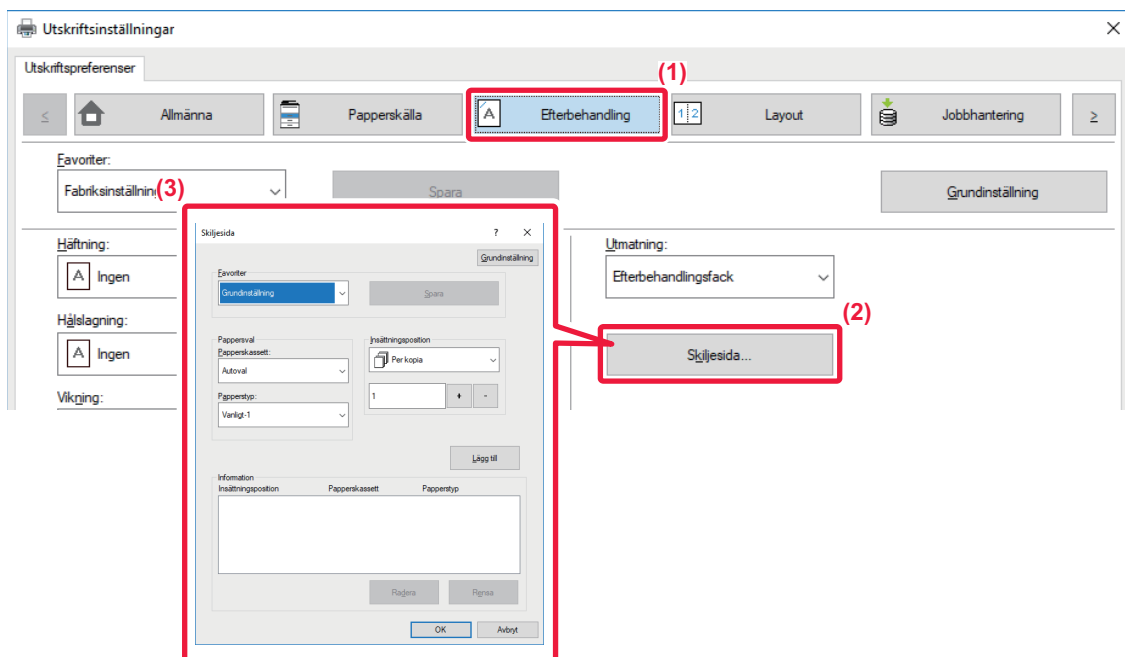 Utskriftsinställningar
Utskriftspreferenser
(1)
Allmänna
Papperskälla
Efterbehandling
Layout
Jobbhantering
Favoriter:
Fabriksinställning
(3)
Spara
Grundinställning
Häftning:
Ingen
Hålslagning:
Ingen
Vikning:
Utmatning:
Efterbehandlingsfack
(2)
Skiljesida...
Skiljesida
?
Grundinställning
Favoriter
Grundinställning
Spara
Pappersval
Papperskassett:
Autoval
Papperstyp:
Vanligt-1
Insättningsposition
Per kopia
1
+ -
Lägg till
Information
Insättningsposition Papperskassett Papperstyp
Radera
Rensa
OK
Avbryt